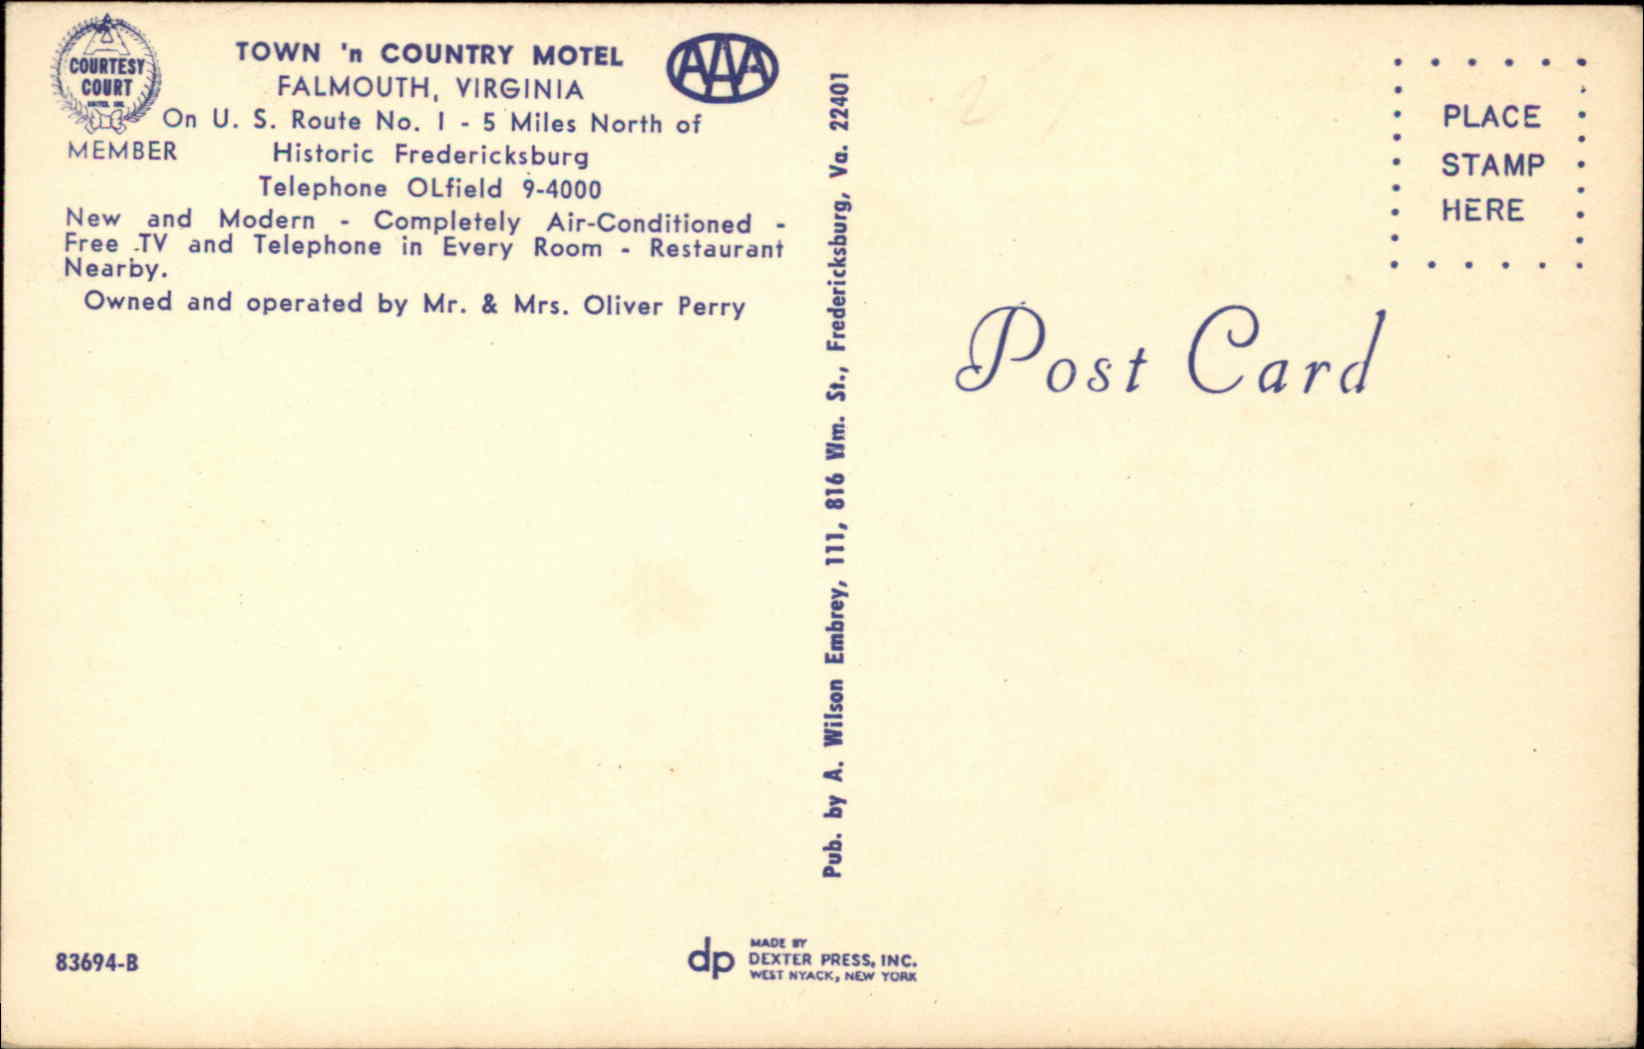 COURTESY
COURT
MEMBER
TOWN 'n COUNTRY MOTEL
FALMOUTH, VIRGINIA
On U. S. Route No. 1 - 5 Miles North of
Historic Fredericksburg
Telephone OLfield 9-4000
AAA
New and Modern - Completely Air-Conditioned -
Free TV and Telephone in Every Room - Restaurant
Nearby.
Owned and operated by Mr. & Mrs. Oliver Perry
83694-B
Pub. by A. Wilson Embrey, 111, 816 Wm. St., Fredericksburg, Va. 22401
dp
MADE BY
DEXTER PRESS, INC.
WEST NYACK, NEW YORK
PLACE
STAMP
HERE
Post Card